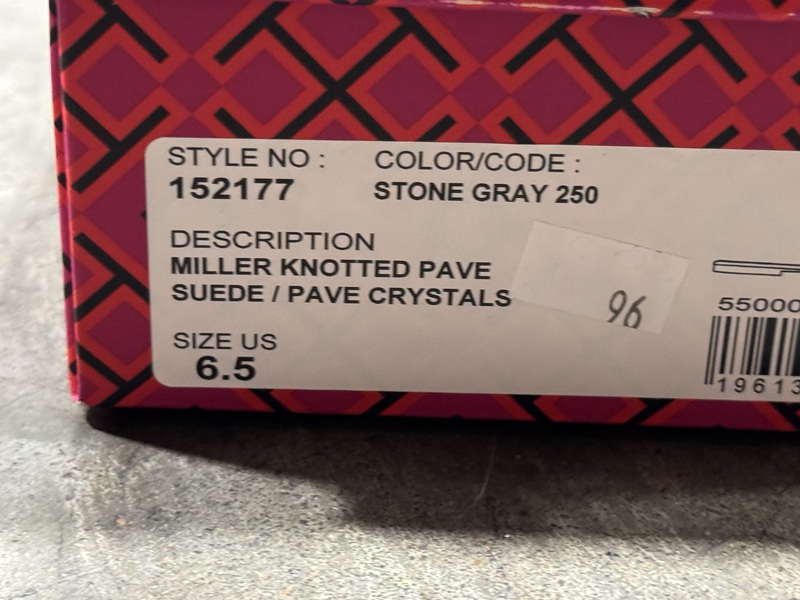 STYLE NO :
COLOR/CODE :
152177
STONE GRAY 250
DESCRIPTION
MILLER KNOTTED PAVE
SUEDE / PAVE CRYSTALS
96
SIZE US
6.5
55000
19613